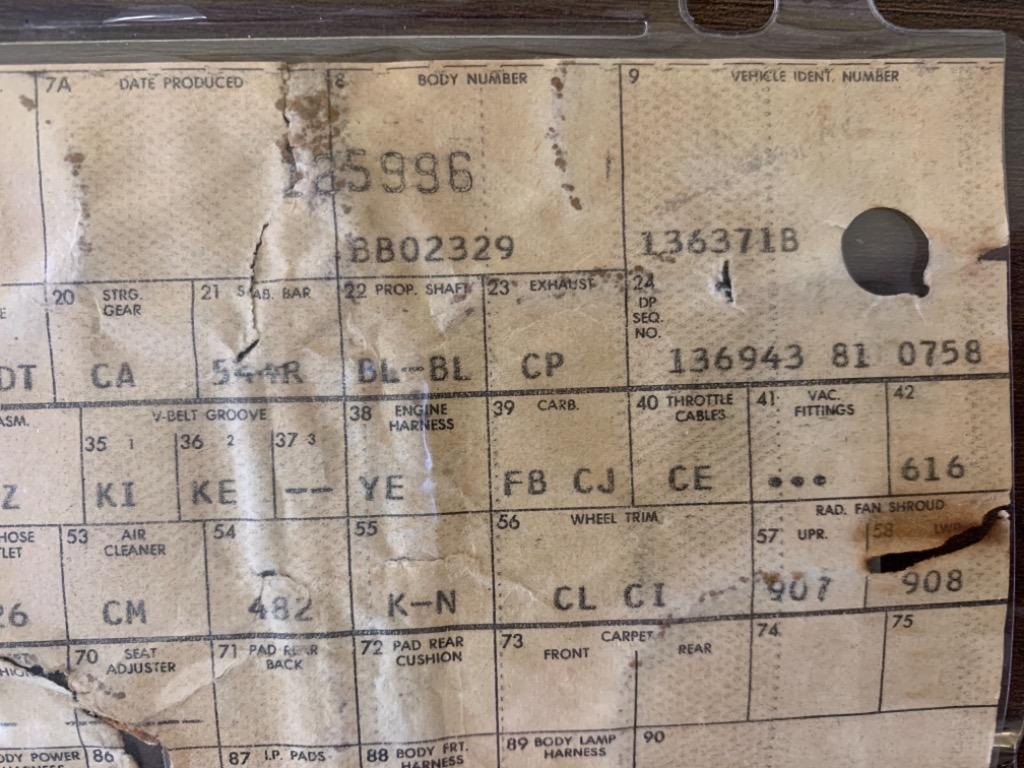 7A DATE PRODUCED 8 BODY NUMBER 9 VEHICLE IDENT. NUMBER
5996
BB02329 136371B
20 STRG. GEAR 21 STAB. BAR 22 PROP. SHAFT 23 EXHAUST 24 DP SEQ. NO.
DT CA 544R BL-BL CP 136943 81 0758
ASM. V-BELT GROOVE 38 ENGINE HARNESS 39 CARB. 40 THROTTLE CABLES 41 VAC. FITTINGS 42
35 1 36 2 37 3
Z KI KE -- YE FB CJ CE ... 616
53 AIR CLEANER 54 55 56 WHEEL TRIM RAD. FAN SHROUD
57 UPR. 58 LWR
26 CM 482 K-N CL CI 907 908
70 SEAT ADJUSTER 71 PAD REAR BACK 72 PAD REAR CUSHION 73 CARPET FRONT REAR 74 75
BODY POWER 86 87 I.P. PADS 88 BODY FRT. HARNESS 89 BODY LAMP HARNESS 90